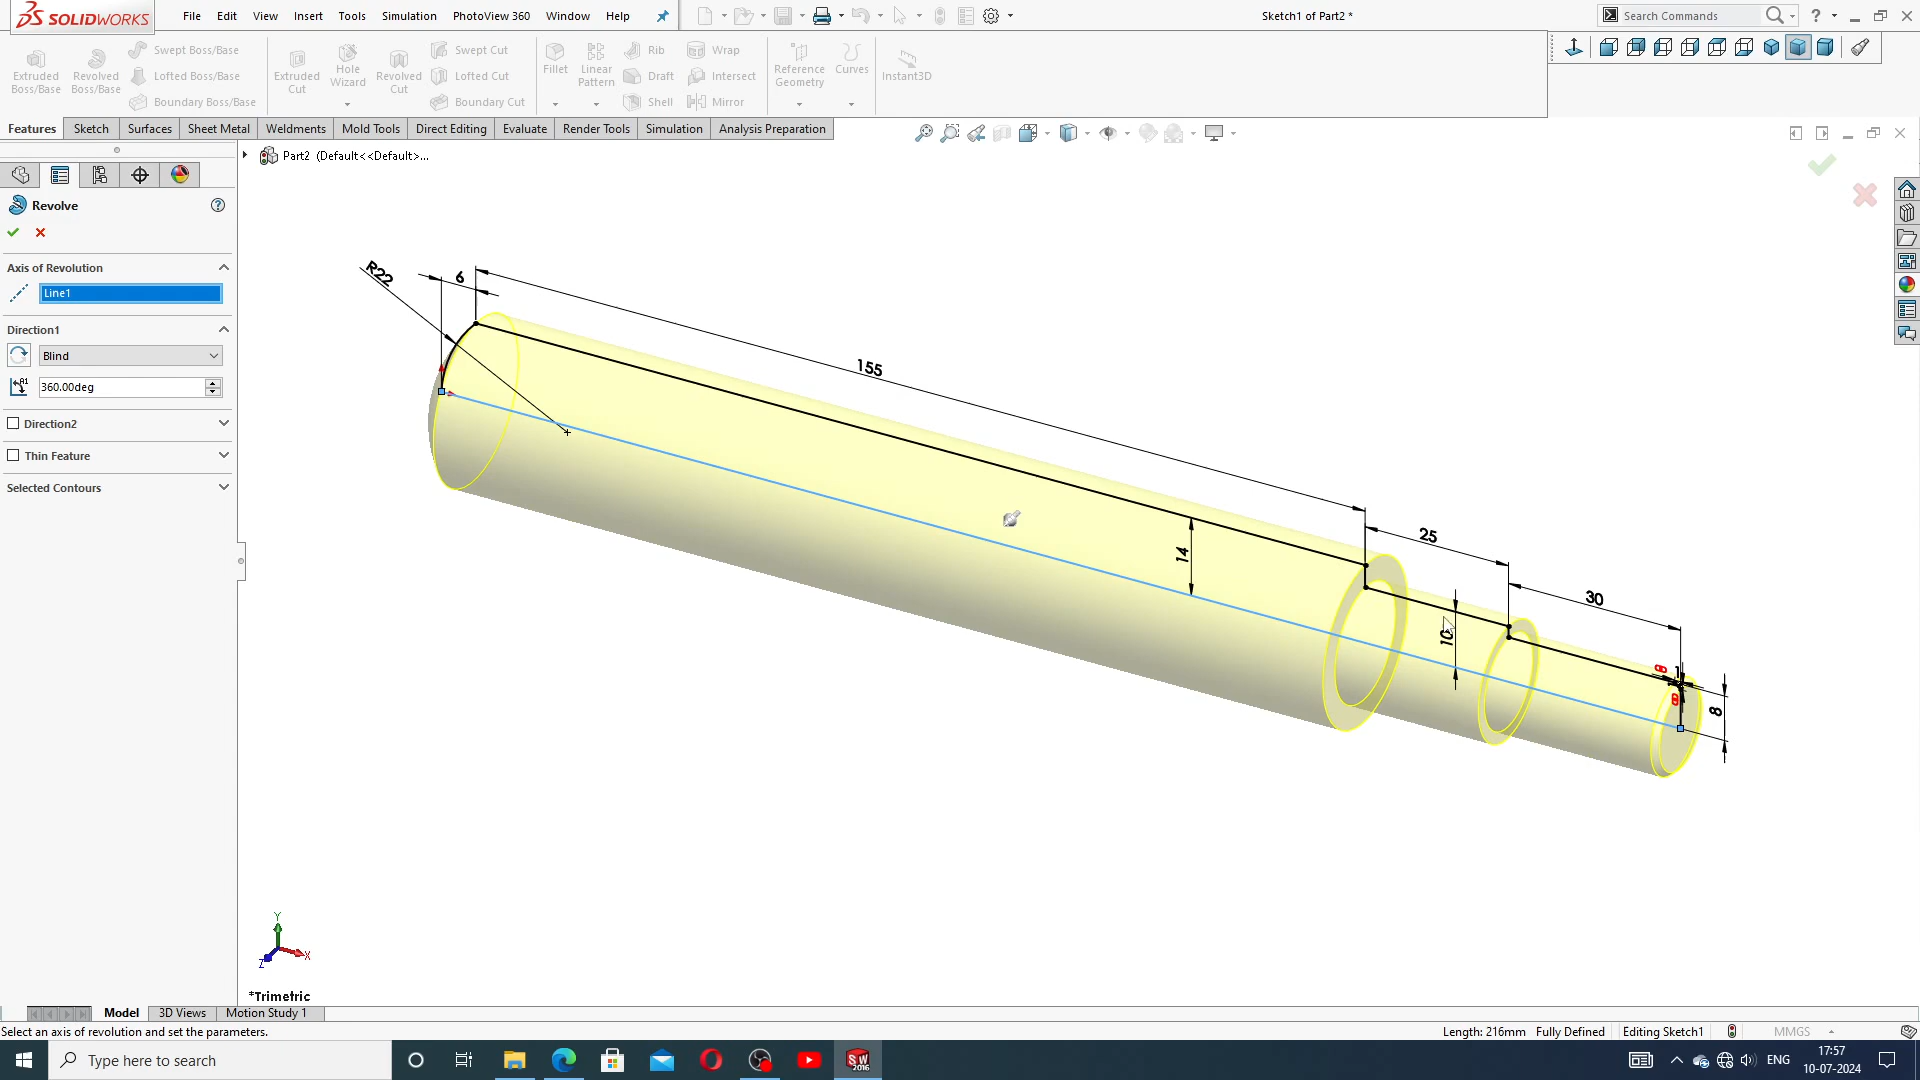 SOLIDWORKS
File Edit View Insert Tools Simulation PhotoView 360 Window Help
Sketch1 of Part2 *
Search Commands
Extruded Boss/Base
Revolved Boss/Base
Swept Boss/Base
Lofted Boss/Base
Boundary Boss/Base
Extruded Cut
Hole Wizard
Revolved Cut
Swept Cut
Lofted Cut
Boundary Cut
Fillet
Linear Pattern
Rib
Draft
Shell
Wrap
Intersect
Mirror
Reference Geometry
Curves
Instant3D
Features Sketch Surfaces Sheet Metal Weldments Mold Tools Direct Editing Evaluate Render Tools Simulation Analysis Preparation
Part2 (Default<<Default>...
Revolve
Axis of Revolution
Line1
Direction1
Blind
A1
360.00deg
Direction2
Thin Feature
Selected Contours
R22
6
155
14
25
10
30
1
8
Y
X
Z
*Trimetric
Model 3D Views Motion Study 1
Select an axis of revolution and set the parameters.
Length: 216mm Fully Defined Editing Sketch1 MMGS
Type here to search
SW 2016
ENG
17:57
10-07-2024